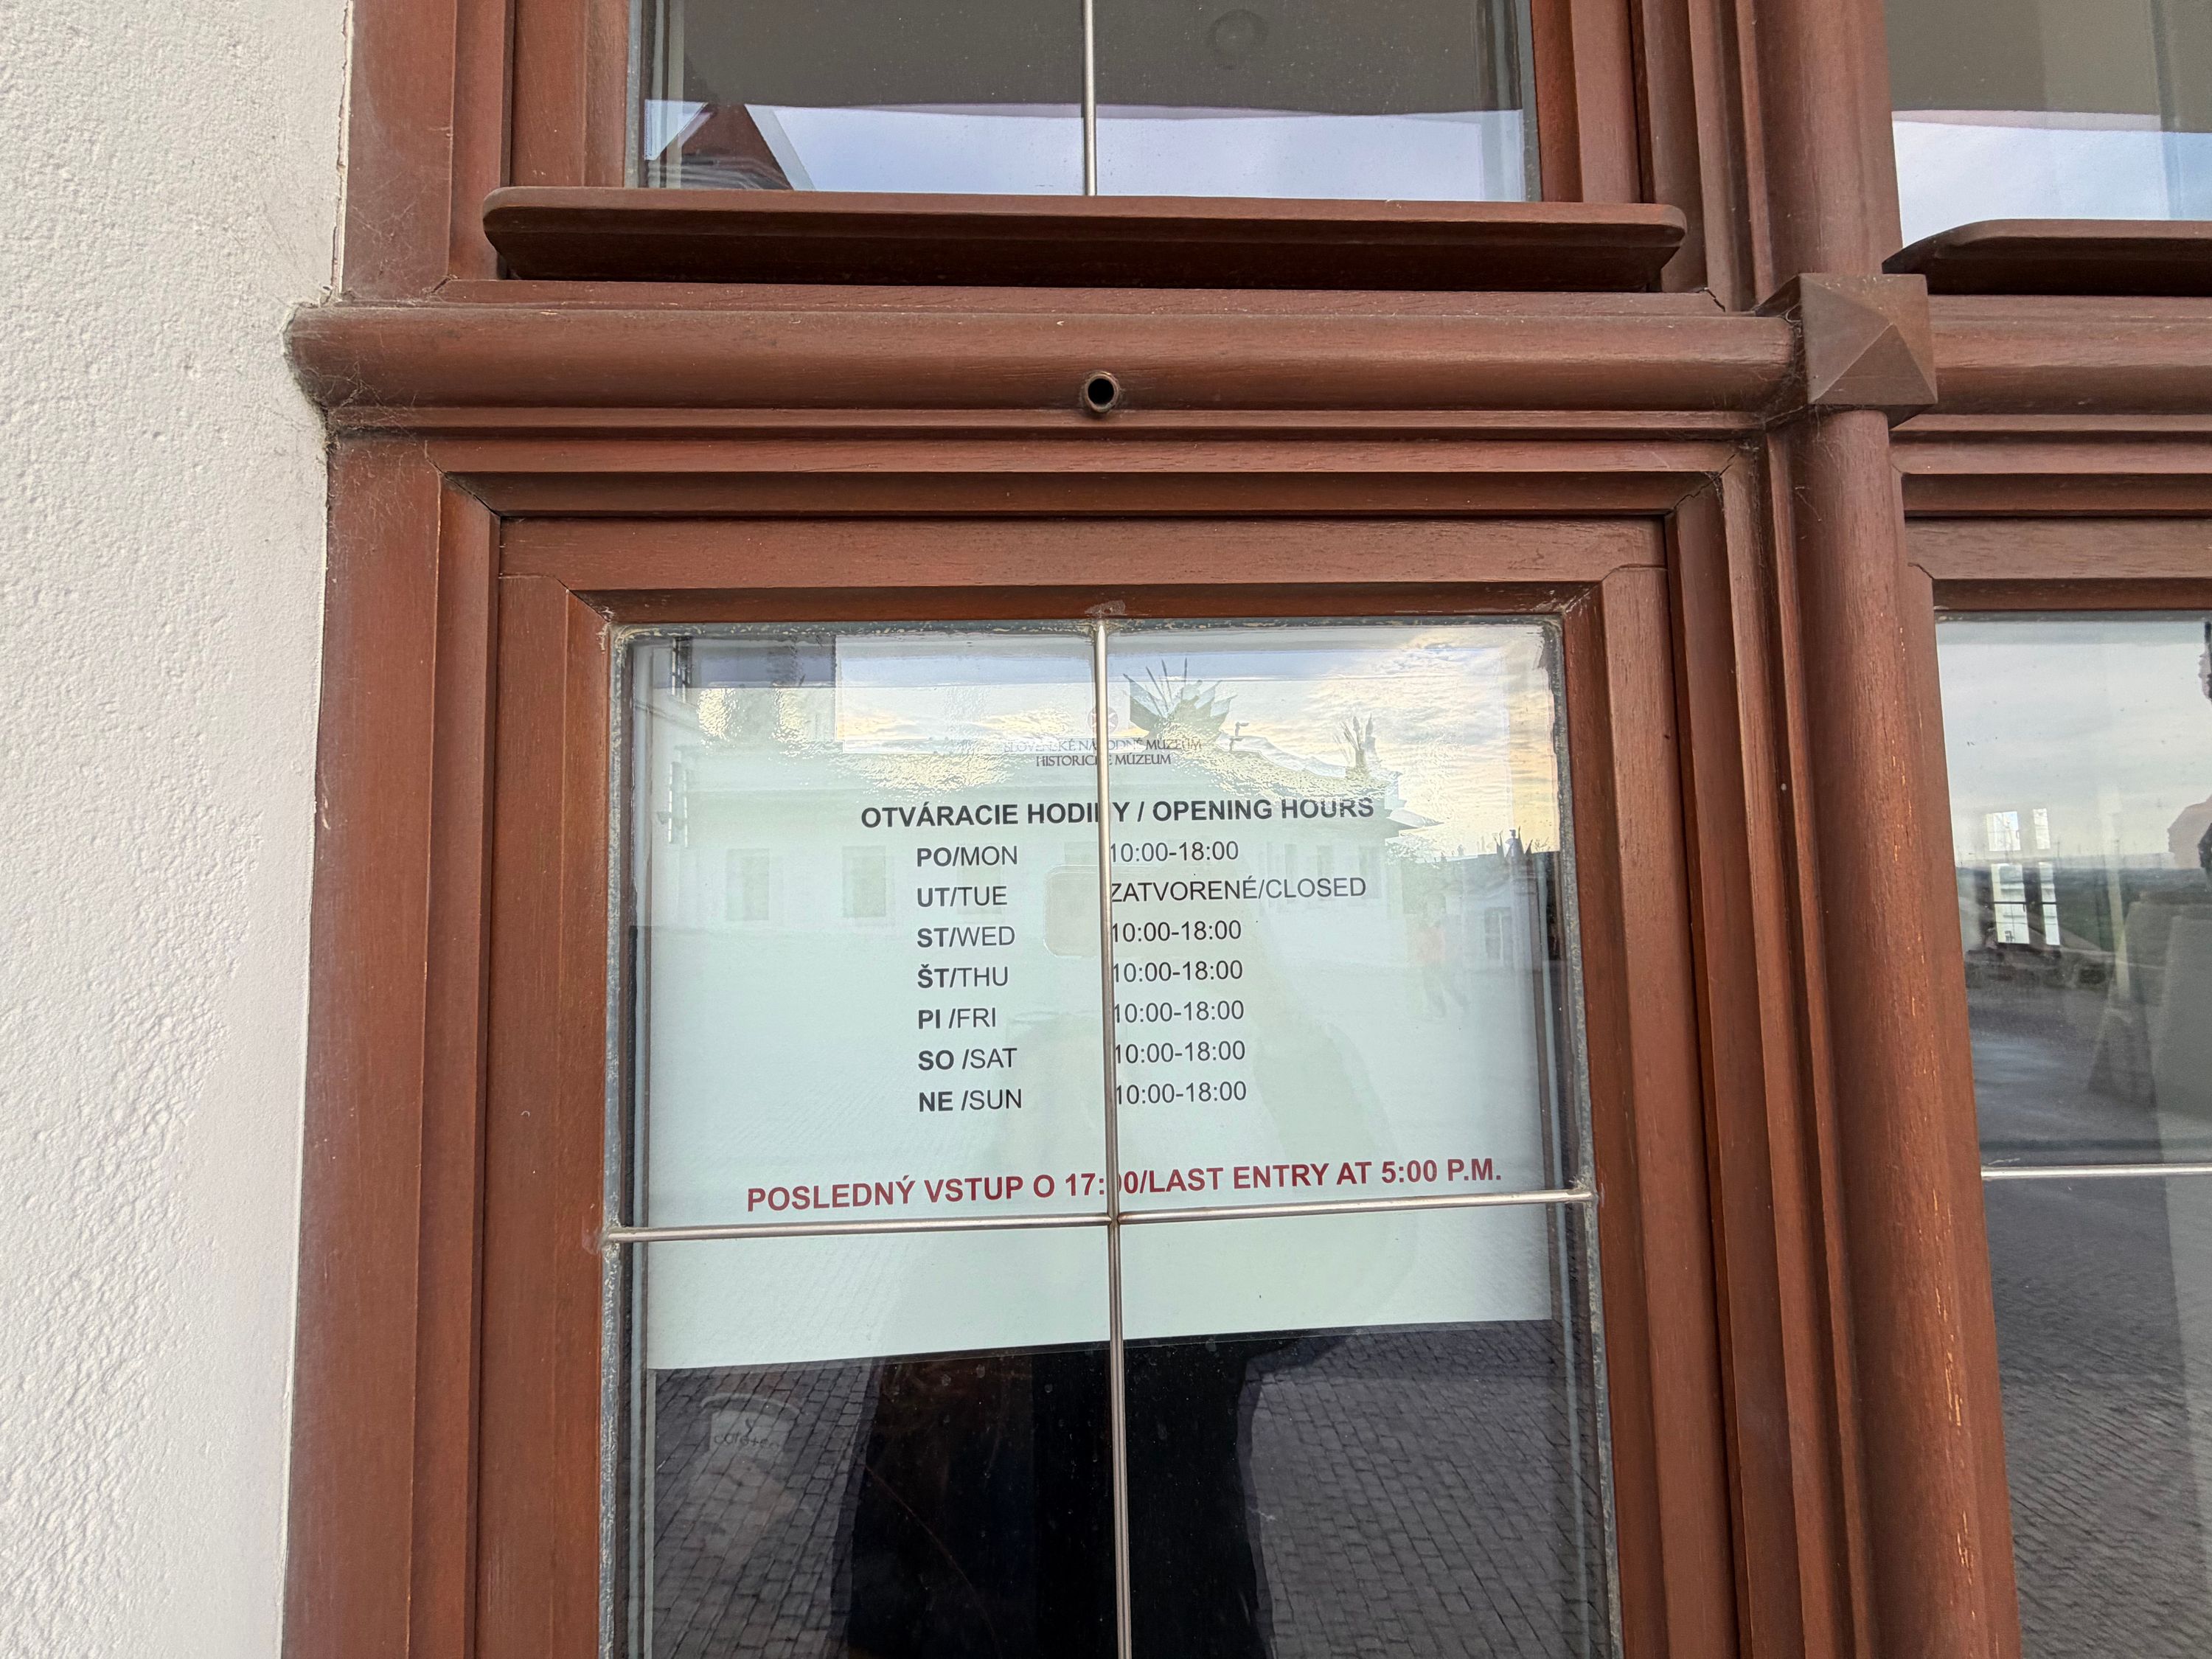 SLOVENSKÉ NÁRODNÉ MÚZEUM
HISTORICKÉ MÚZEUM
OTVÁRACIE HODINY / OPENING HOURS
PO/MON 10:00-18:00
UT/TUE ZATVORENÉ/CLOSED
ST/WED 10:00-18:00
ŠT/THU 10:00-18:00
PI /FRI 10:00-18:00
SO /SAT 10:00-18:00
NE /SUN 10:00-18:00
POSLEDNÝ VSTUP O 17:00/LAST ENTRY AT 5:00 P.M.